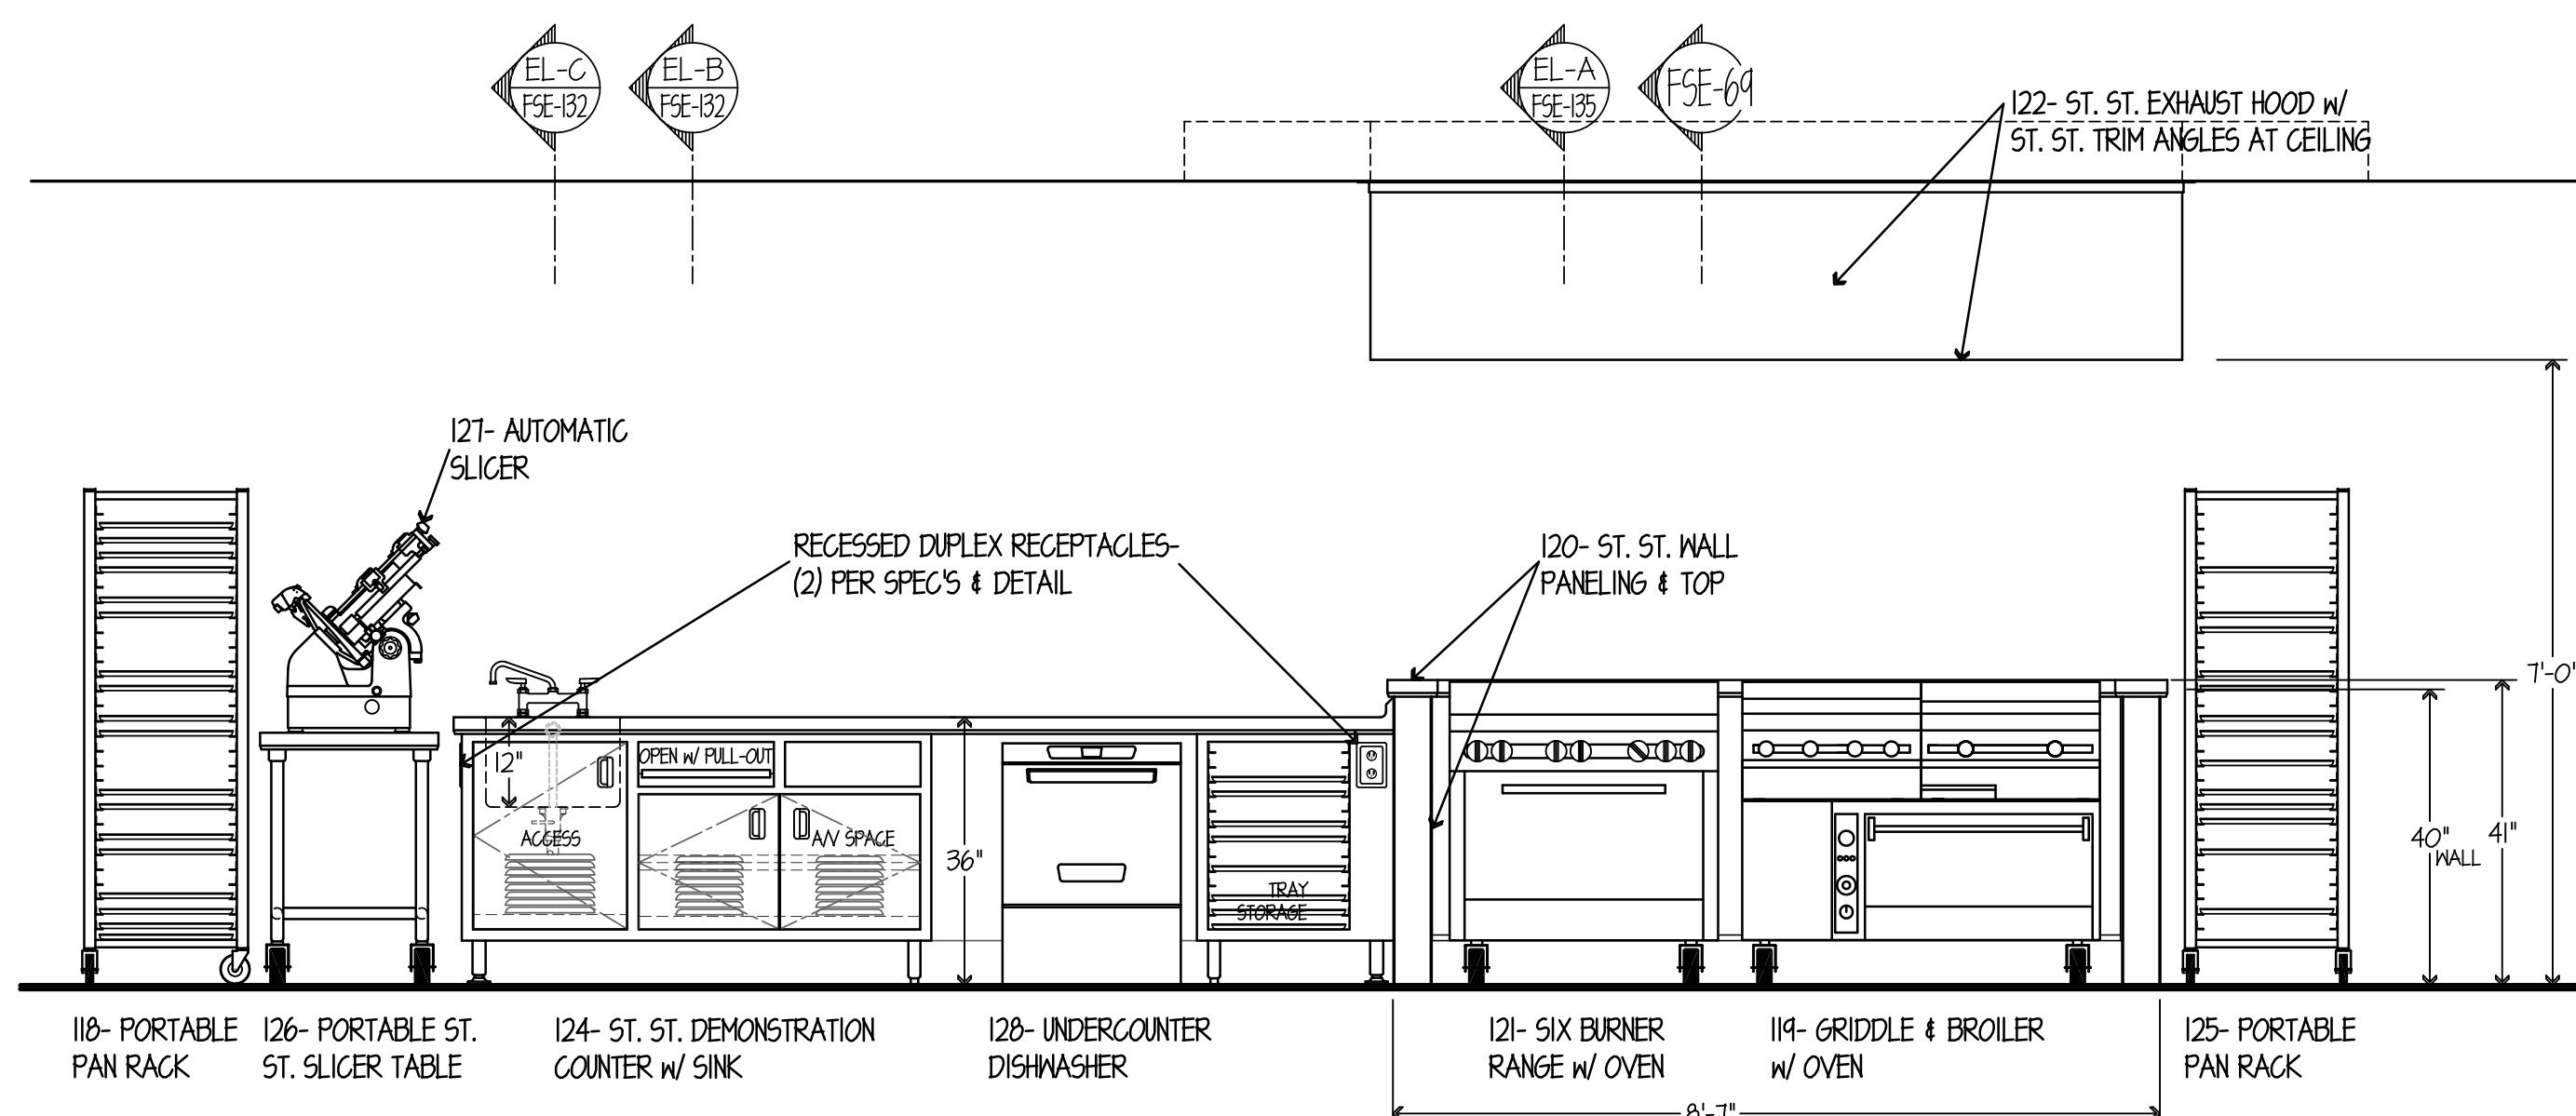 EL-C
FSE-132
EL-B
FSE-132
EL-A
FSE-135
FSE-69
122- ST. ST. EXHAUST HOOD w/
ST. ST. TRIM ANGLES AT CEILING
127- AUTOMATIC
SLICER
RECESSED DUPLEX RECEPTACLES-
(2) PER SPEC'S & DETAIL
120- ST. ST. WALL
PANELING & TOP
7'-0"
12"
OPEN w/ PULL-OUT
ACCESS
A/V SPACE
36"
TRAY
STORAGE
40"
WALL
41"
118- PORTABLE
PAN RACK
126- PORTABLE ST.
ST. SLICER TABLE
124- ST. ST. DEMONSTRATION
COUNTER w/ SINK
128- UNDERCOUNTER
DISHWASHER
121- SIX BURNER
RANGE w/ OVEN
119- GRIDDLE & BROILER
w/ OVEN
125- PORTABLE
PAN RACK
8'-7"